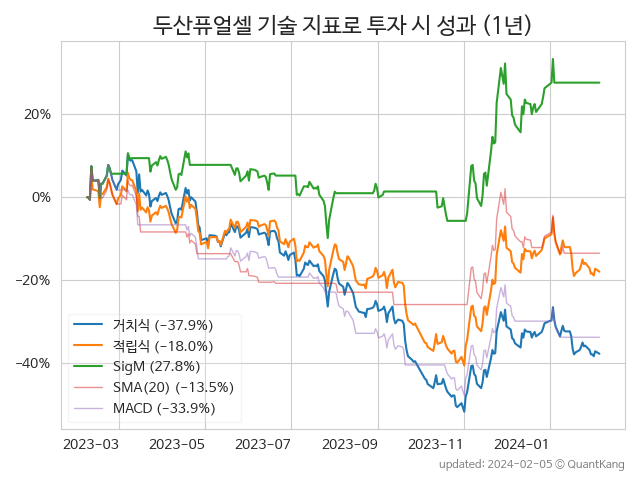 두산퓨얼셀 기술 지표로 투자 시 성과 (1년)
20%
0%
−20%
−40%
거치식 (−37.9%)
적립식 (−18.0%)
SigM (27.8%)
SMA(20) (−13.5%)
MACD (−33.9%)
2023-03 2023-05 2023-07 2023-09 2023-11 2024-01
updated: 2024-02-05 © QuantKang